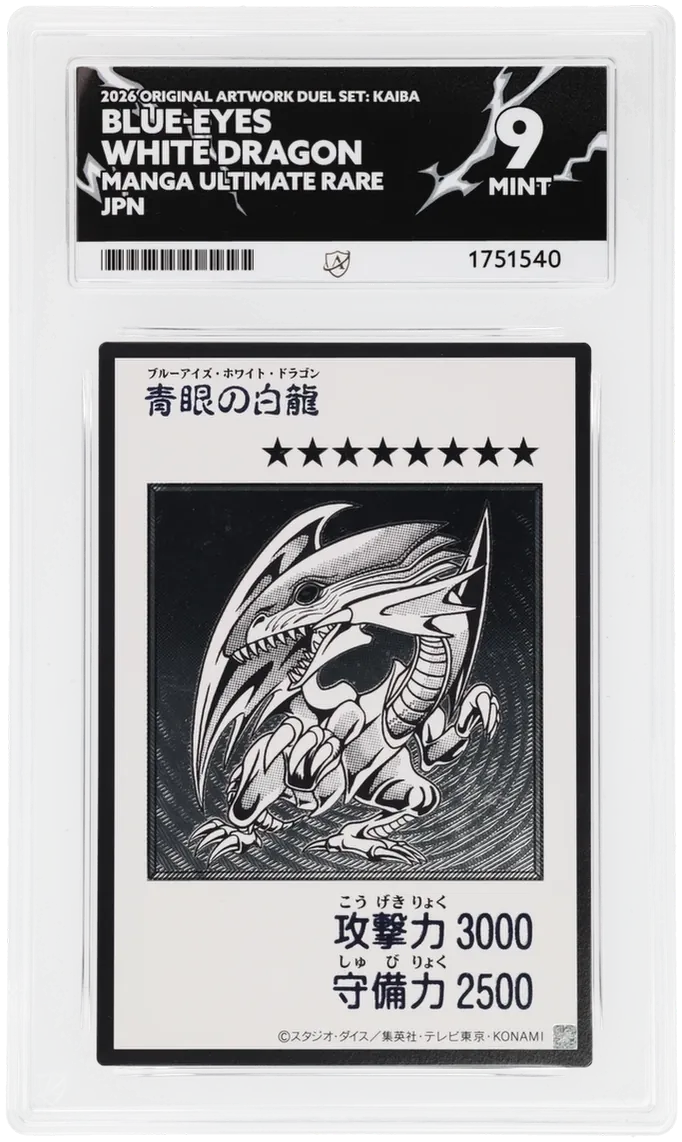 2026 ORIGINAL ARTWORK DUEL SET: KAIBA
BLUE-EYES
WHITE DRAGON
MANGA ULTIMATE RARE
JPN
9
MINT
1751540
ブルーアイズ・ホワイト・ドラゴン
青眼の白龍
こうげきりょく
攻撃力 3000
しゅびりょく
守備力 2500
©スタジオ・ダイス/集英社・テレビ東京・KONAMI